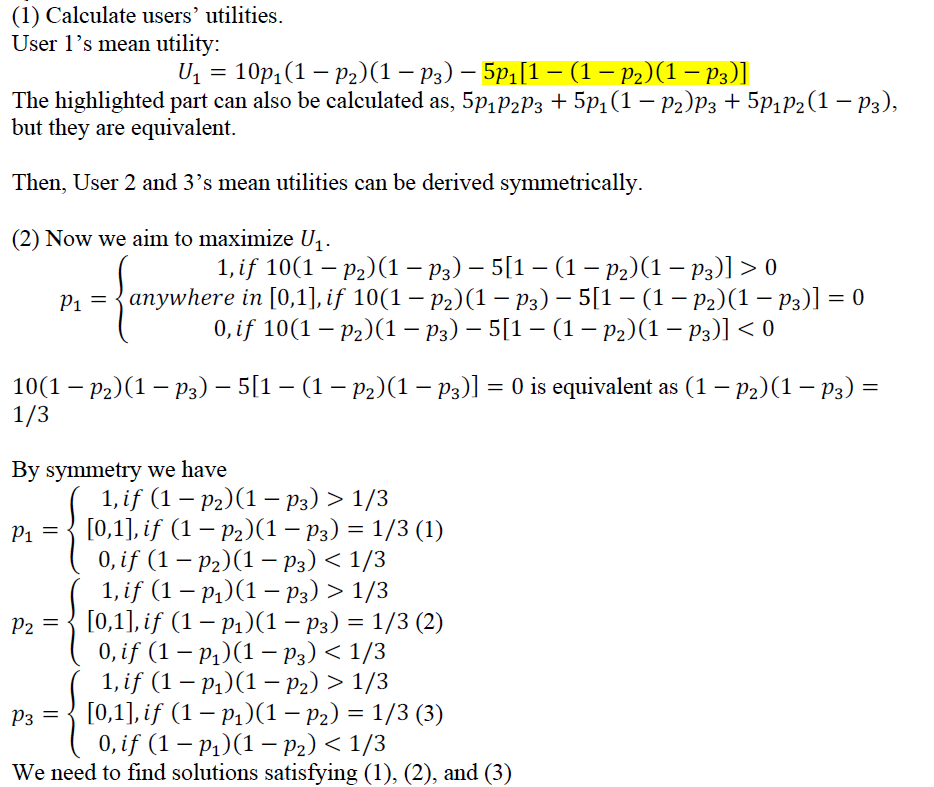 (1) Calculate users’ utilities.
User 1’s mean utility:
U₁ = 10p₁(1 − p₂)(1 − p₃) − 5p₁[1 − (1 − p₂)(1 − p₃)]
The highlighted part can also be calculated as, 5p₁p₂p₃ + 5p₁(1 − p₂)p₃ + 5p₁p₂(1 − p₃),
but they are equivalent.
Then, User 2 and 3’s mean utilities can be derived symmetrically.
(2) Now we aim to maximize U₁.
1, if 10(1 − p₂)(1 − p₃) − 5[1 − (1 − p₂)(1 − p₃)] > 0
p₁ = { anywhere in [0,1], if 10(1 − p₂)(1 − p₃) − 5[1 − (1 − p₂)(1 − p₃)] = 0
0, if 10(1 − p₂)(1 − p₃) − 5[1 − (1 − p₂)(1 − p₃)] < 0
10(1 − p₂)(1 − p₃) − 5[1 − (1 − p₂)(1 − p₃)] = 0 is equivalent as (1 − p₂)(1 − p₃) =
1/3
By symmetry we have
1, if (1 − p₂)(1 − p₃) > 1/3
p₁ = { [0,1], if (1 − p₂)(1 − p₃) = 1/3 (1)
0, if (1 − p₂)(1 − p₃) < 1/3
1, if (1 − p₁)(1 − p₃) > 1/3
p₂ = { [0,1], if (1 − p₁)(1 − p₃) = 1/3 (2)
0, if (1 − p₁)(1 − p₃) < 1/3
1, if (1 − p₁)(1 − p₂) > 1/3
p₃ = { [0,1], if (1 − p₁)(1 − p₂) = 1/3 (3)
0, if (1 − p₁)(1 − p₂) < 1/3
We need to find solutions satisfying (1), (2), and (3)